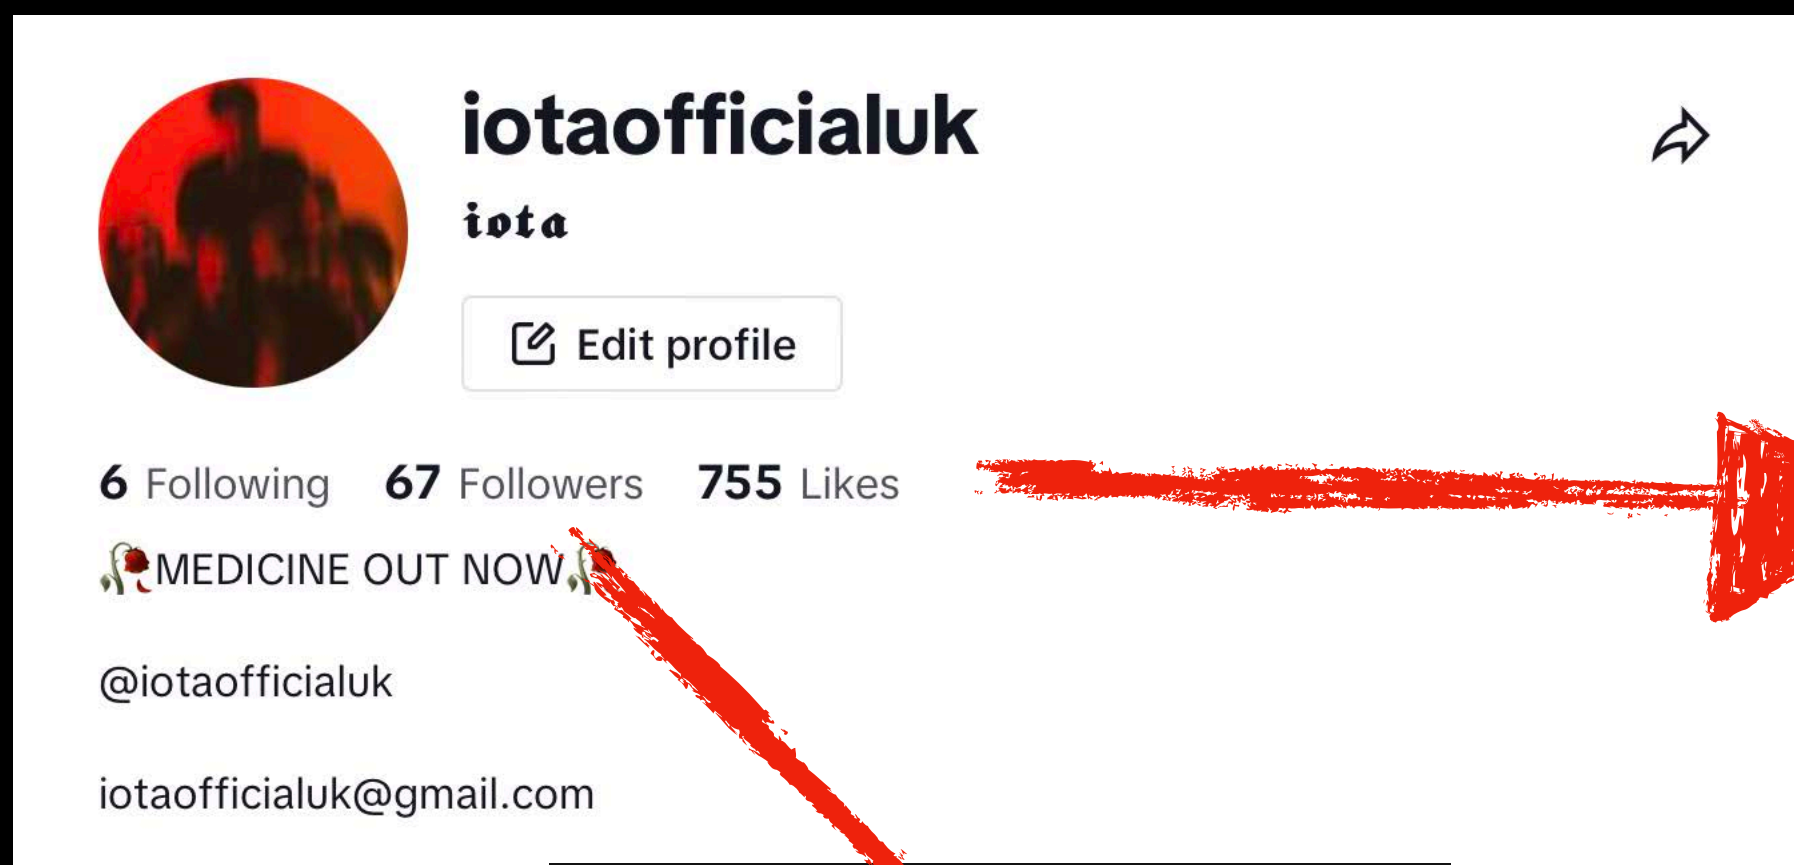 iotaofficialuk
𝖎𝖔𝖙𝖆
Edit profile
6 Following 67 Followers 755 Likes
🥀MEDICINE OUT NOW🥀
@iotaofficialuk
iotaofficialuk@gmail.com